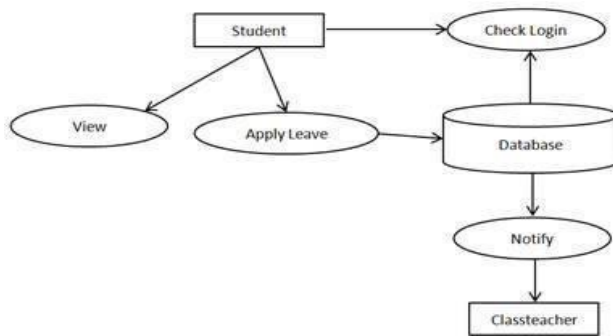 Student
Check Login
View
Apply Leave
Database
Notify
Classteacher